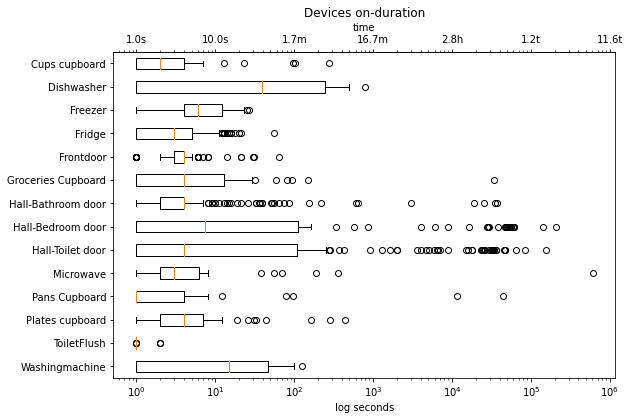 Devices on-duration
time
1.0s 10.0s 1.7m 16.7m 2.8h 1.2t 11.6t
Cups cupboard
Dishwasher
Freezer
Fridge
Frontdoor
Groceries Cupboard
Hall-Bathroom door
Hall-Bedroom door
Hall-Toilet door
Microwave
Pans Cupboard
Plates cupboard
ToiletFlush
Washingmachine
10⁰ 10¹ 10² 10³ 10⁴ 10⁵ 10⁶
log seconds